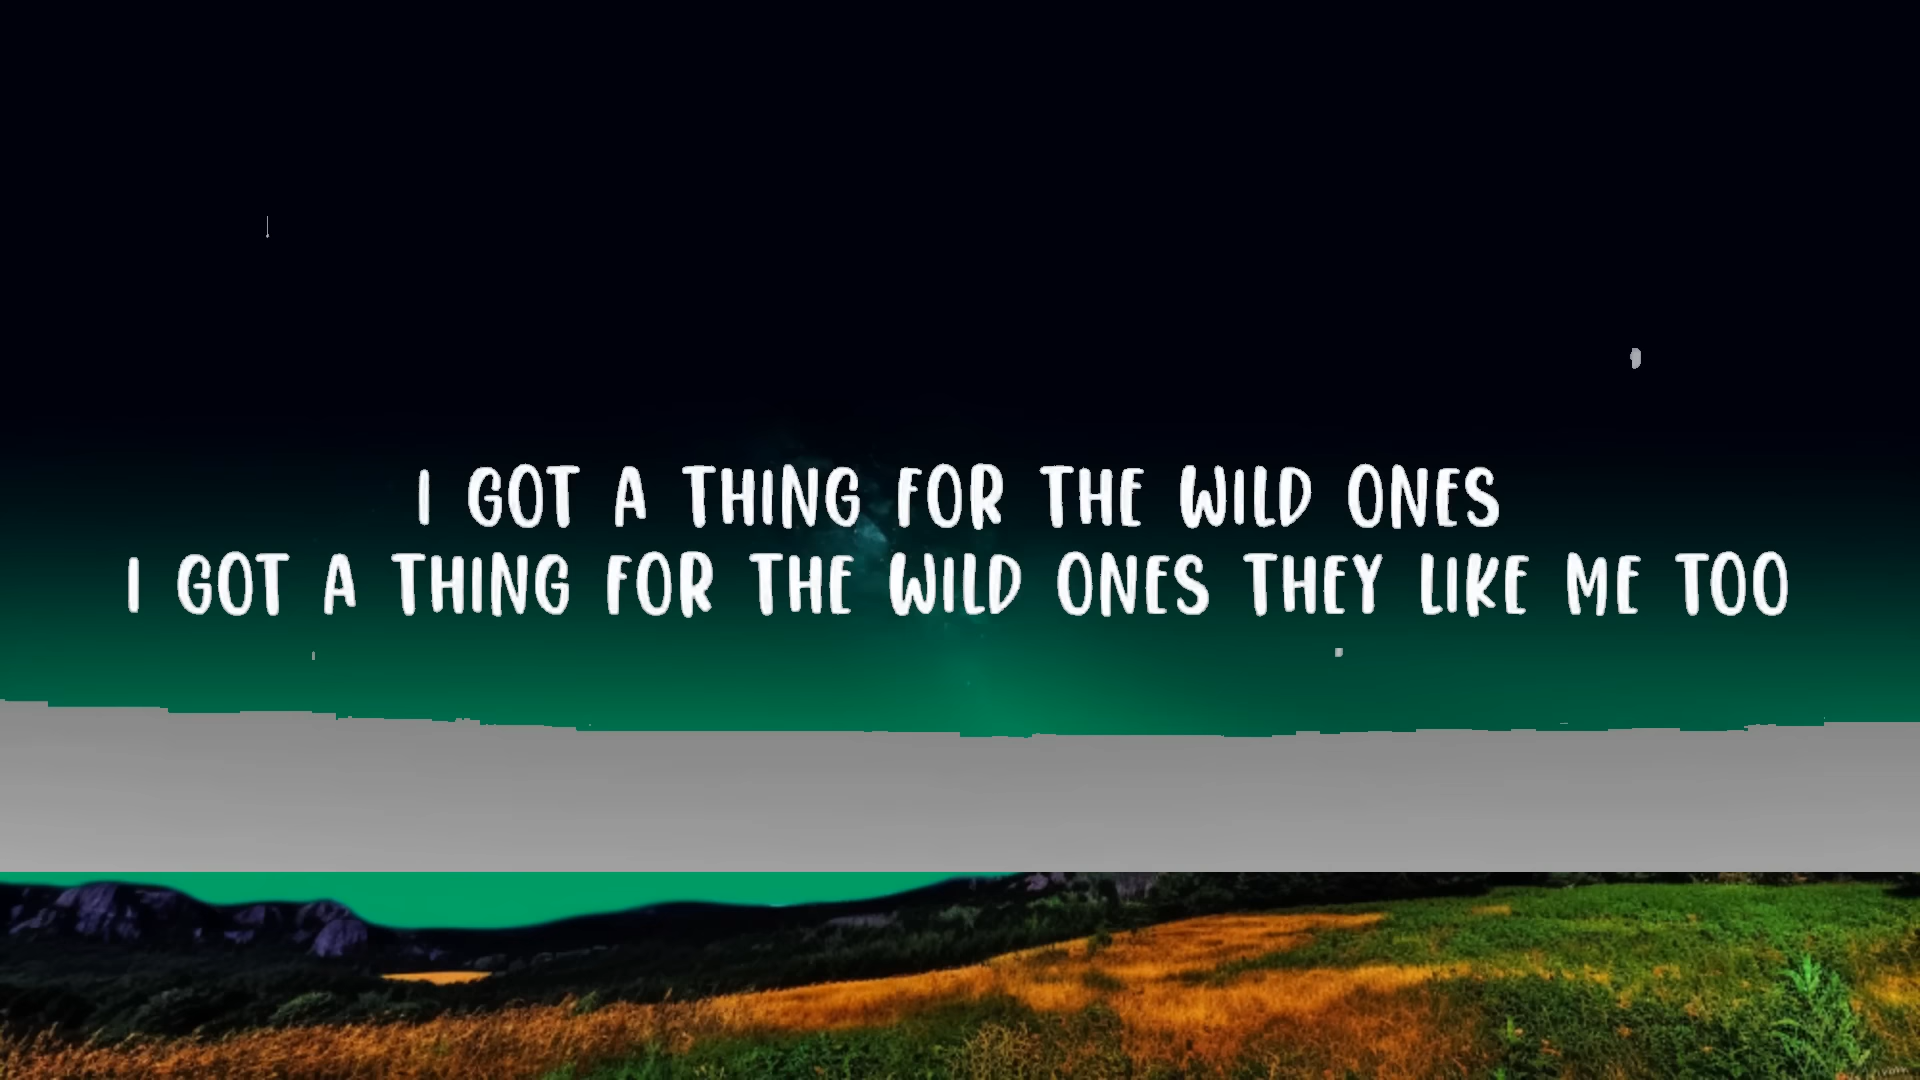 I GOT A THING FOR THE WILD ONES
I GOT A THING FOR THE WILD ONES THEY LIKE ME TOO